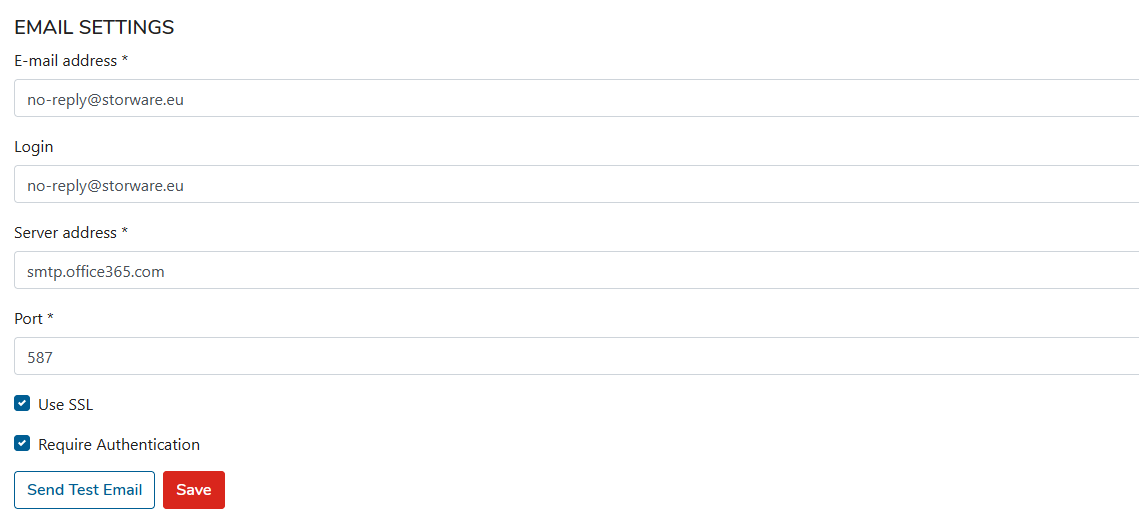 EMAIL SETTINGS
E-mail address *
no-reply@storware.eu
Login
no-reply@storware.eu
Server address *
smtp.office365.com
Port *
587
Use SSL
Require Authentication
Send Test Email Save